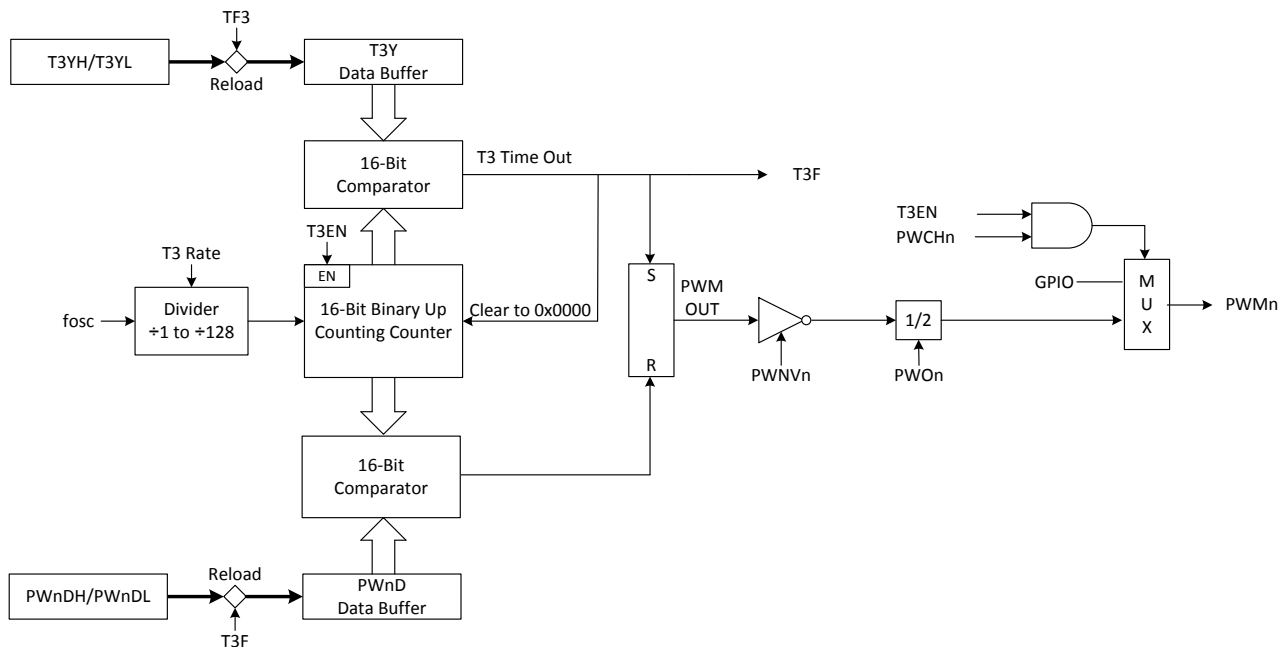 TF3
T3YH/T3YL
Reload
T3Y
Data Buffer
16-Bit
Comparator
T3 Time Out
T3F
T3EN
EN
T3 Rate
fosc
Divider
÷1 to ÷128
16-Bit Binary Up
Counting Counter
Clear to 0x0000
S
R
PWM
OUT
PWNVn
1/2
PWOn
T3EN
PWCHn
GPIO
M
U
X
PWMn
16-Bit
Comparator
PWnDH/PWnDL
Reload
T3F
PWnD
Data Buffer